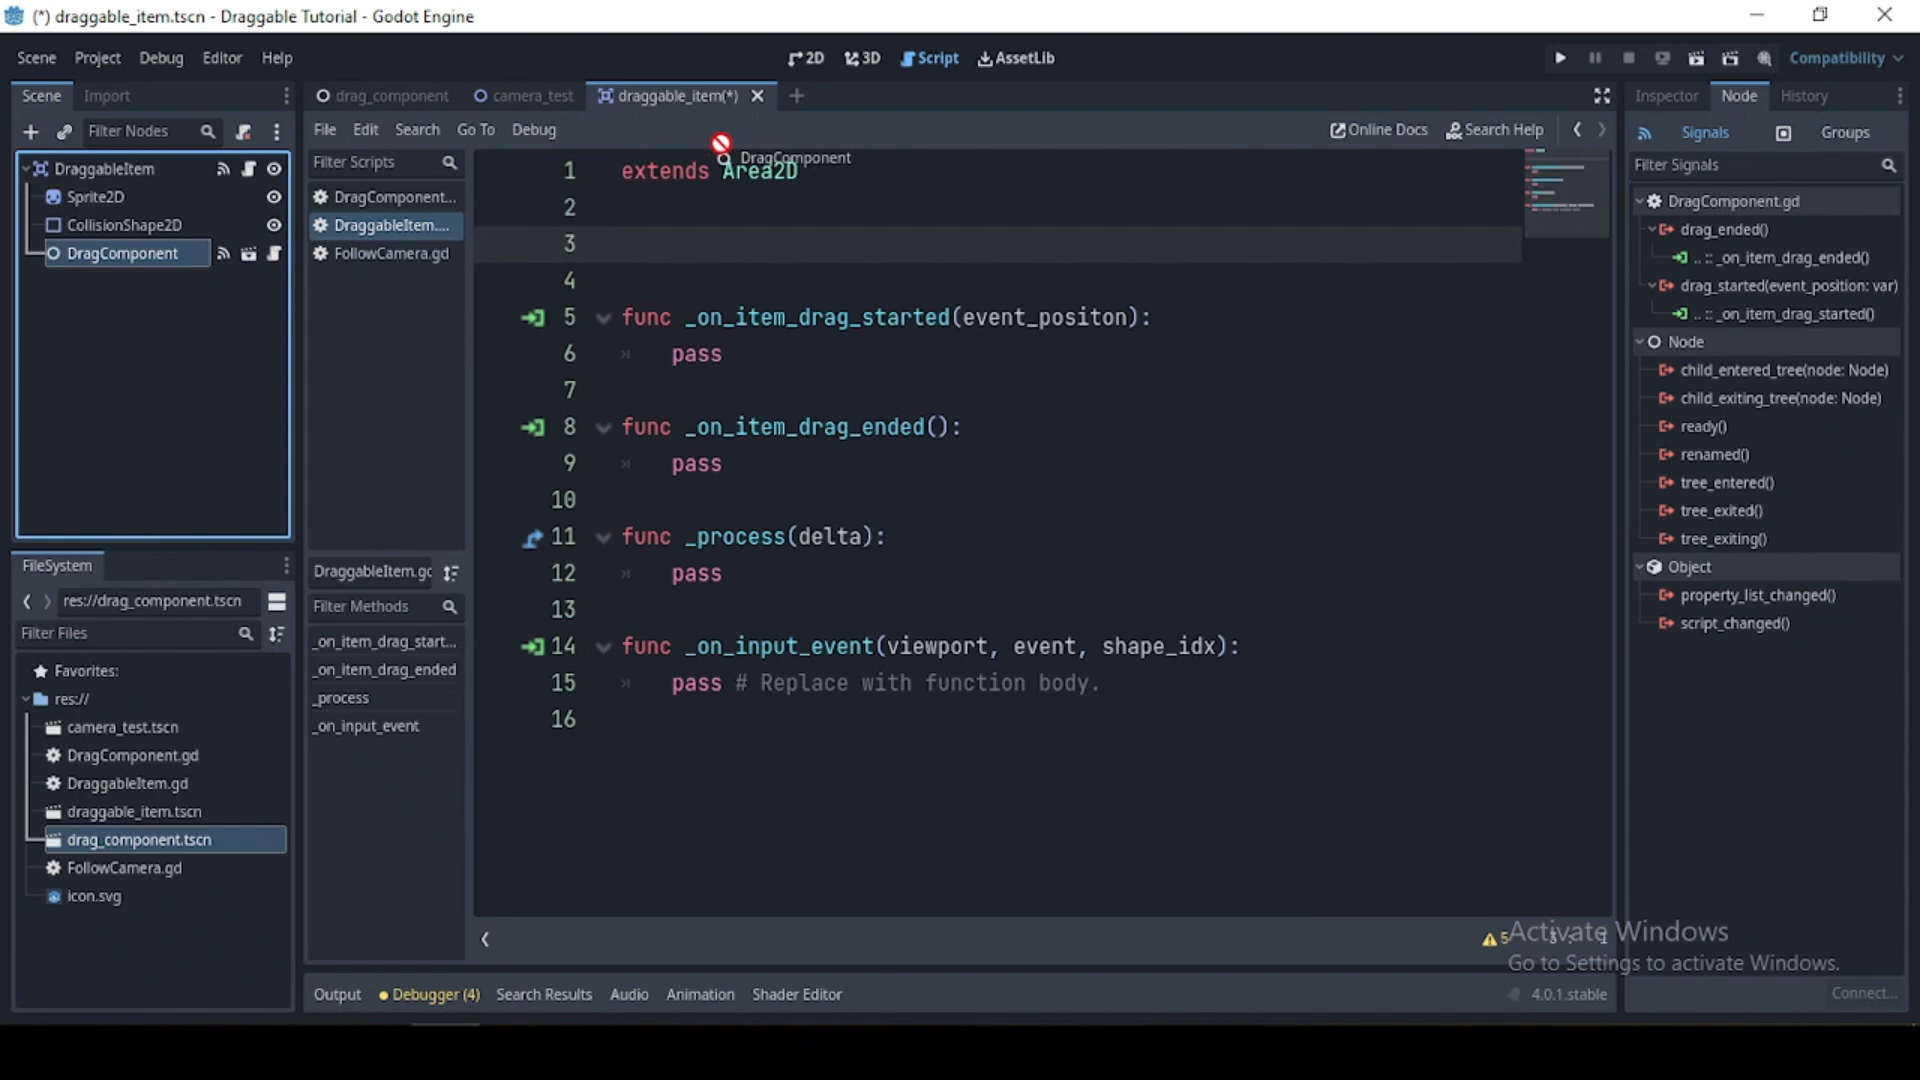 (*) draggable_item.tscn - Draggable Tutorial - Godot Engine
Scene Project Debug Editor Help
2D 3D Script AssetLib
Compatibility
Scene Import
drag_component camera_test draggable_item(*)
Inspector Node History
Filter Nodes
File Edit Search Go To Debug
Online Docs Search Help
Signals Groups
DraggableItem
Sprite2D
CollisionShape2D
DragComponent
Filter Scripts
DragComponent...
DraggableItem....
FollowCamera.gd
DragComponent
1 extends Area2D
2
3
4
5 func _on_item_drag_started(event_positon):
6 pass
7
8 func _on_item_drag_ended():
9 pass
10
11 func _process(delta):
12 pass
13
14 func _on_input_event(viewport, event, shape_idx):
15 pass # Replace with function body.
16
Filter Signals
DragComponent.gd
drag_ended()
.. :: _on_item_drag_ended()
drag_started(event_position: var)
.. :: _on_item_drag_started()
Node
child_entered_tree(node: Node)
child_exiting_tree(node: Node)
ready()
renamed()
tree_entered()
tree_exited()
tree_exiting()
Object
property_list_changed()
script_changed()
FileSystem
res://drag_component.tscn
Filter Files
Favorites:
res://
camera_test.tscn
DragComponent.gd
DraggableItem.gd
draggable_item.tscn
drag_component.tscn
FollowCamera.gd
icon.svg
DraggableItem.gd
Filter Methods
_on_item_drag_start...
_on_item_drag_ended
_process
_on_input_event
5 3 : 1
Activate Windows
Go to Settings to activate Windows.
Output Debugger (4) Search Results Audio Animation Shader Editor
4.0.1.stable
Connect...